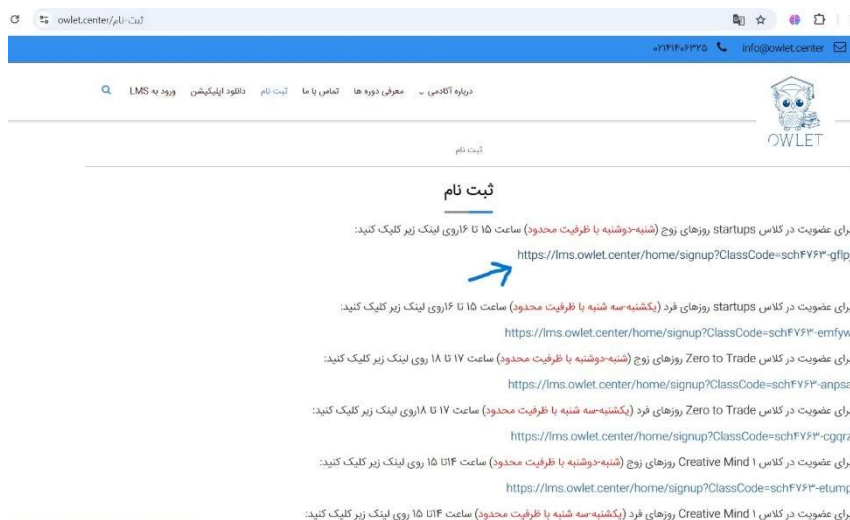 owlet.center/ثبت-نام
info@owlet.center
۰۲۱۴۱۴۰۶۳۲۵
درباره آکادمی
معرفی دوره ها
تماس با ما
ثبت نام
دانلود اپلیکیشن
ورود به LMS
OWLET
ثبت نام
ثبت نام
برای عضویت در کلاس startups روزهای زوج (شنبه-دوشنبه با ظرفیت محدود) ساعت ۱۵ تا ۱۶روی لینک زیر کلیک کنید:
https://lms.owlet.center/home/signup?ClassCode=sch۴۷۶۳-gflp
برای عضویت در کلاس startups روزهای فرد (یکشنبه-سه شنبه با ظرفیت محدود) ساعت ۱۵ تا ۱۶روی لینک زیر کلیک کنید:
https://lms.owlet.center/home/signup?ClassCode=sch۴۷۶۳-emfyw
برای عضویت در کلاس Zero to Trade روزهای زوج (شنبه-دوشنبه با ظرفیت محدود) ساعت ۱۷ تا ۱۸ روی لینک زیر کلیک کنید:
https://lms.owlet.center/home/signup?ClassCode=sch۴۷۶۳-anpsa
برای عضویت در کلاس Zero to Trade روزهای فرد (یکشنبه-سه شنبه با ظرفیت محدود) ساعت ۱۷ تا ۱۸روی لینک زیر کلیک کنید:
https://lms.owlet.center/home/signup?ClassCode=sch۴۷۶۳-cgqrz
برای عضویت در کلاس Creative Mind ۱ روزهای زوج (شنبه-دوشنبه با ظرفیت محدود) ساعت ۱۴تا ۱۵ روی لینک زیر کلیک کنید:
https://lms.owlet.center/home/signup?ClassCode=sch۴۷۶۳-etump
برای عضویت در کلاس Creative Mind ۱ روزهای فرد (یکشنبه-سه شنبه با ظرفیت محدود) ساعت ۱۴تا ۱۵ روی لینک زیر کلیک کنید: